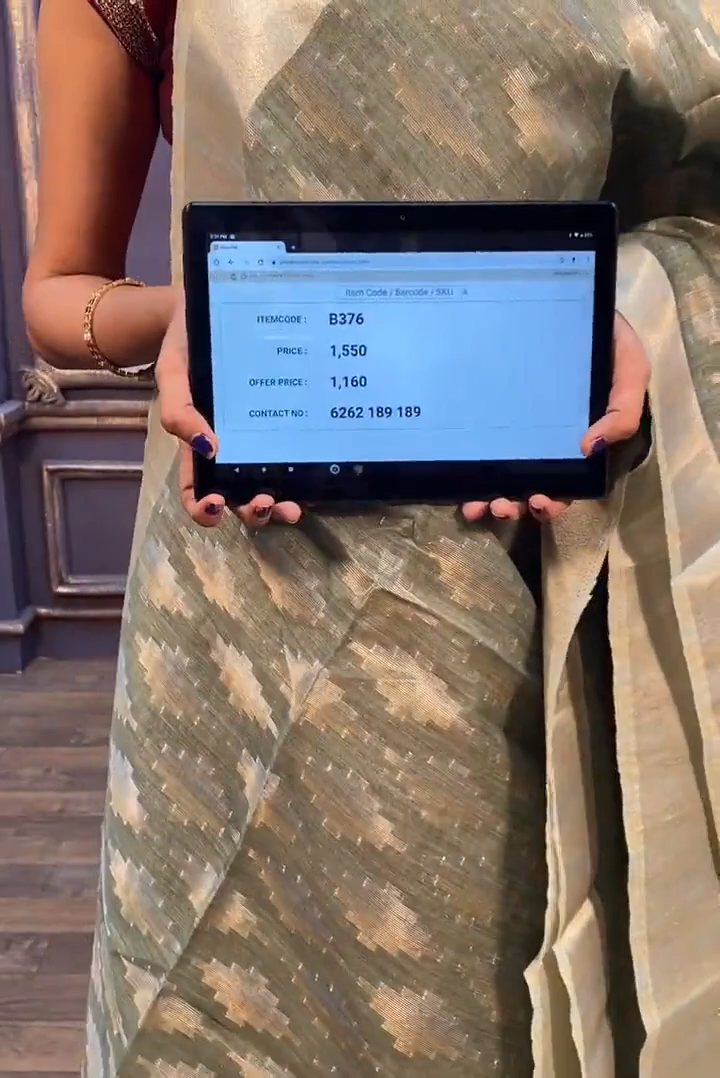 Item Code / Barcode / SKU
ITEMCODE : B376
PRICE : 1,550
OFFER PRICE : 1,160
CONTACT NO : 6262 189 189